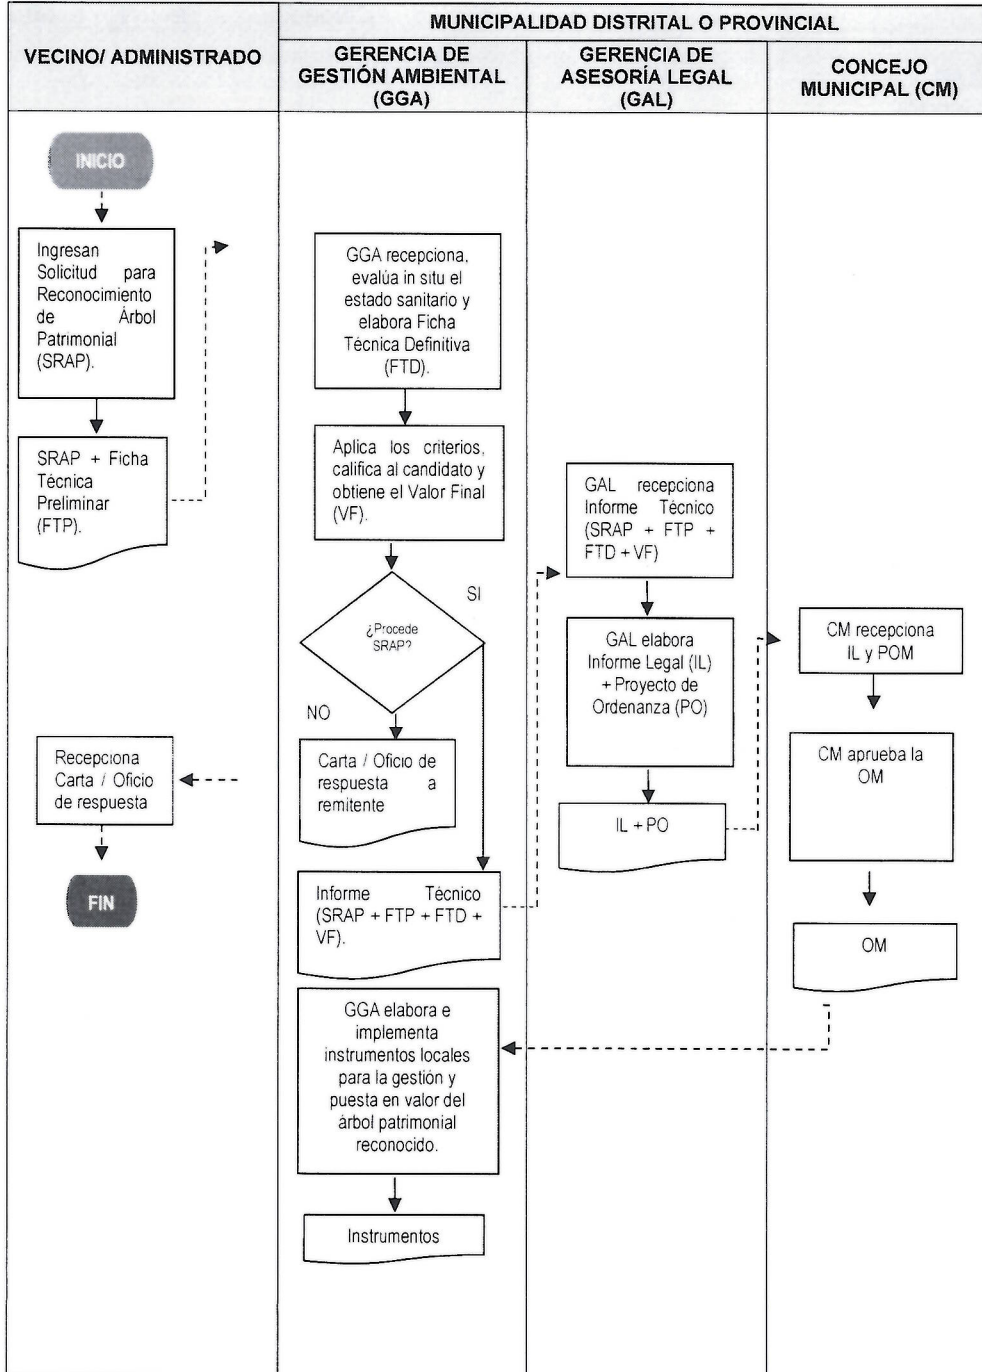 MUNICIPALIDAD DISTRITAL O PROVINCIAL
VECINO/ ADMINISTRADO
GERENCIA DE
GESTIÓN AMBIENTAL
(GGA)
GERENCIA DE
ASESORÍA LEGAL
(GAL)
CONCEJO
MUNICIPAL (CM)
INICIO
Ingresan
Solicitud para
Reconocimiento
de Árbol
Patrimonial
(SRAP).
SRAP + Ficha
Técnica
Preliminar
(FTP).
GGA recepciona,
evalúa in situ el
estado sanitario y
elabora Ficha
Técnica Definitiva
(FTD).
Aplica los criterios,
califica al candidato y
obtiene el Valor Final
(VF).
¿Procede
SRAP?
SI
NO
Carta / Oficio de
respuesta a
remitente
Recepciona
Carta / Oficio
de respuesta
FIN
Informe Técnico
(SRAP + FTP + FTD +
VF).
GAL recepciona
Informe Técnico
(SRAP + FTP +
FTD + VF)
GAL elabora
Informe Legal (IL)
+ Proyecto de
Ordenanza (PO)
IL + PO
CM recepciona
IL y POM
CM aprueba la
OM
OM
GGA elabora e
implementa
instrumentos locales
para la gestión y
puesta en valor del
árbol patrimonial
reconocido.
Instrumentos